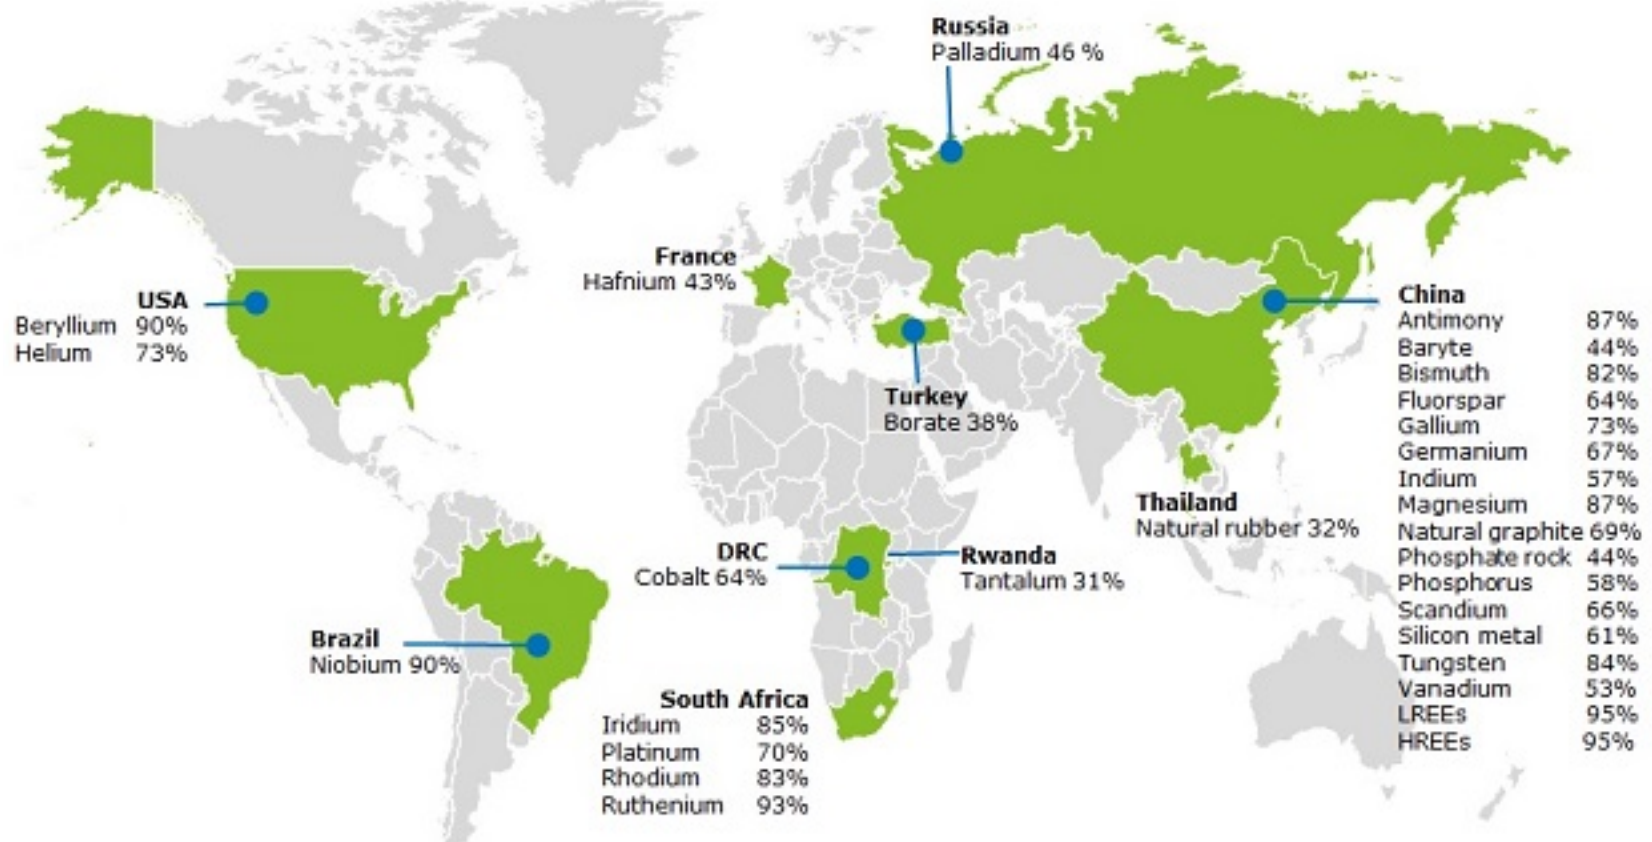 Russia
Palladium 46 %
France
Hafnium 43%
USA
Beryllium 90%
Helium 73%
Turkey
Borate 38%
China
Antimony 87%
Baryte 44%
Bismuth 82%
Fluorspar 64%
Gallium 73%
Germanium 67%
Indium 57%
Magnesium 87%
Natural graphite 69%
Phosphate rock 44%
Phosphorus 58%
Scandium 66%
Silicon metal 61%
Tungsten 84%
Vanadium 53%
LREEs 95%
HREEs 95%
Thailand
Natural rubber 32%
DRC
Cobalt 64%
Rwanda
Tantalum 31%
Brazil
Niobium 90%
South Africa
Iridium 85%
Platinum 70%
Rhodium 83%
Ruthenium 93%